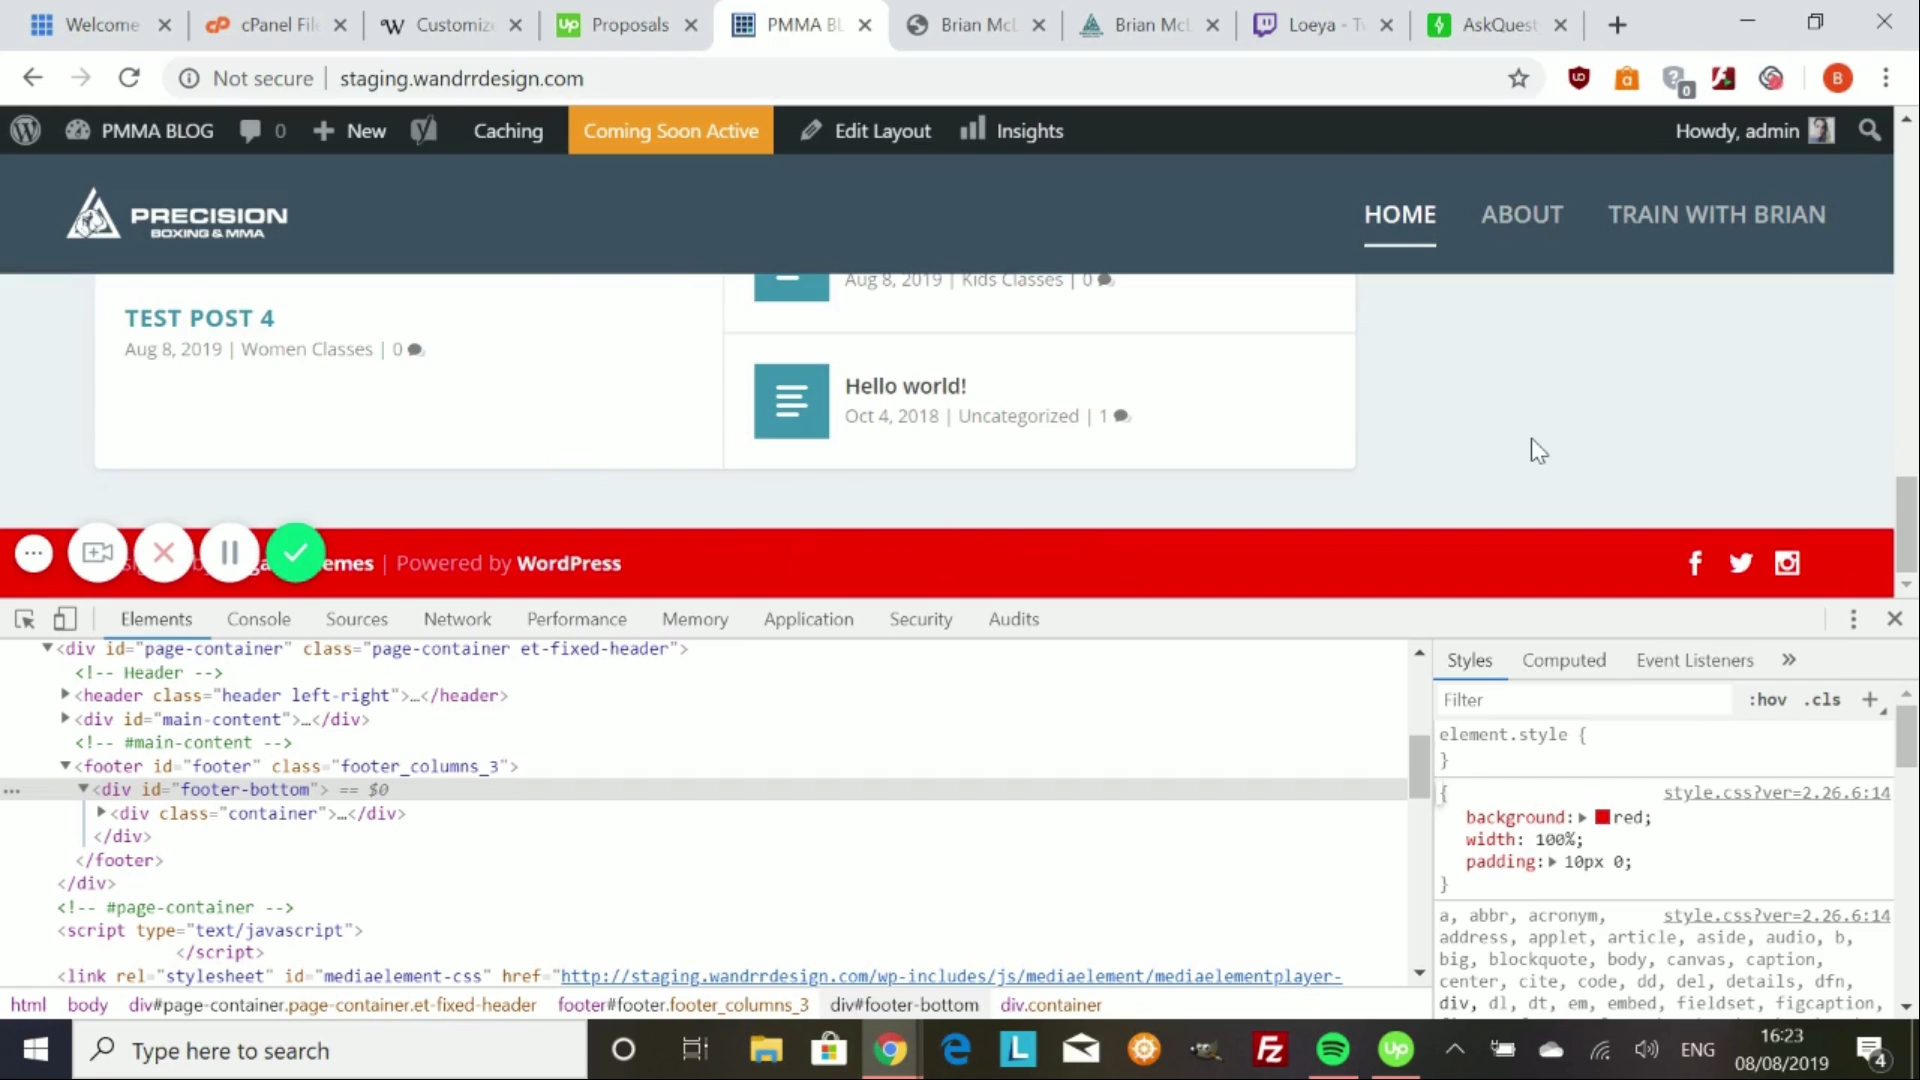 Welcome
cPanel Fil
Customize
Proposals
PMMA BL
Brian McL
Brian McL
Loeya - Tw
AskQuest
Not secure
staging.wandrrdesign.com
B
0
PMMA BLOG
0
New
Caching
Coming Soon Active
Edit Layout
Insights
Howdy, admin
PRECISION
BOXING & MMA
HOME
ABOUT
TRAIN WITH BRIAN
Aug 8, 2019 | Kids Classes | 0
TEST POST 4
Aug 8, 2019 | Women Classes | 0
Hello world!
Oct 4, 2018 | Uncategorized | 1
emes | Powered by WordPress
Elements
Console
Sources
Network
Performance
Memory
Application
Security
Audits
<div id="page-container" class="page-container et-fixed-header">
<!-- Header -->
<header class="header left-right">…</header>
<div id="main-content">…</div>
<!-- #main-content -->
<footer id="footer" class="footer_columns_3">
<div id="footer-bottom"> == $0
<div class="container">…</div>
</div>
</footer>
</div>
<!-- #page-container -->
<script type="text/javascript">
</script>
<link rel="stylesheet" id="mediaelement-css" href="http://staging.wandrrdesign.com/wp-includes/js/mediaelement/mediaelementplayer-
html
body
div#page-container.page-container.et-fixed-header
footer#footer.footer_columns_3
div#footer-bottom
div.container
Styles
Computed
Event Listeners
»
Filter
:hov
.cls
element.style {
}
{
style.css?ver=2.26.6:14
background: red;
width: 100%;
padding: 10px 0;
}
a, abbr, acronym,
style.css?ver=2.26.6:14
address, applet, article, aside, audio, b,
big, blockquote, body, canvas, caption,
center, cite, code, dd, del, details, dfn,
div, dl, dt, em, embed, fieldset, figcaption,
Type here to search
ENG
16:23
08/08/2019
4